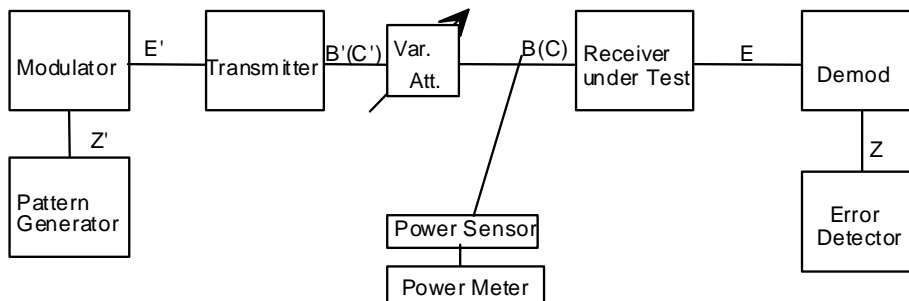 E'
B'(C')
B(C)
E
Modulator
Transmitter
Var.
Att.
Receiver
under Test
Demod
Z'
Z
Pattern
Generator
Power Sensor
Power Meter
Error
Detector